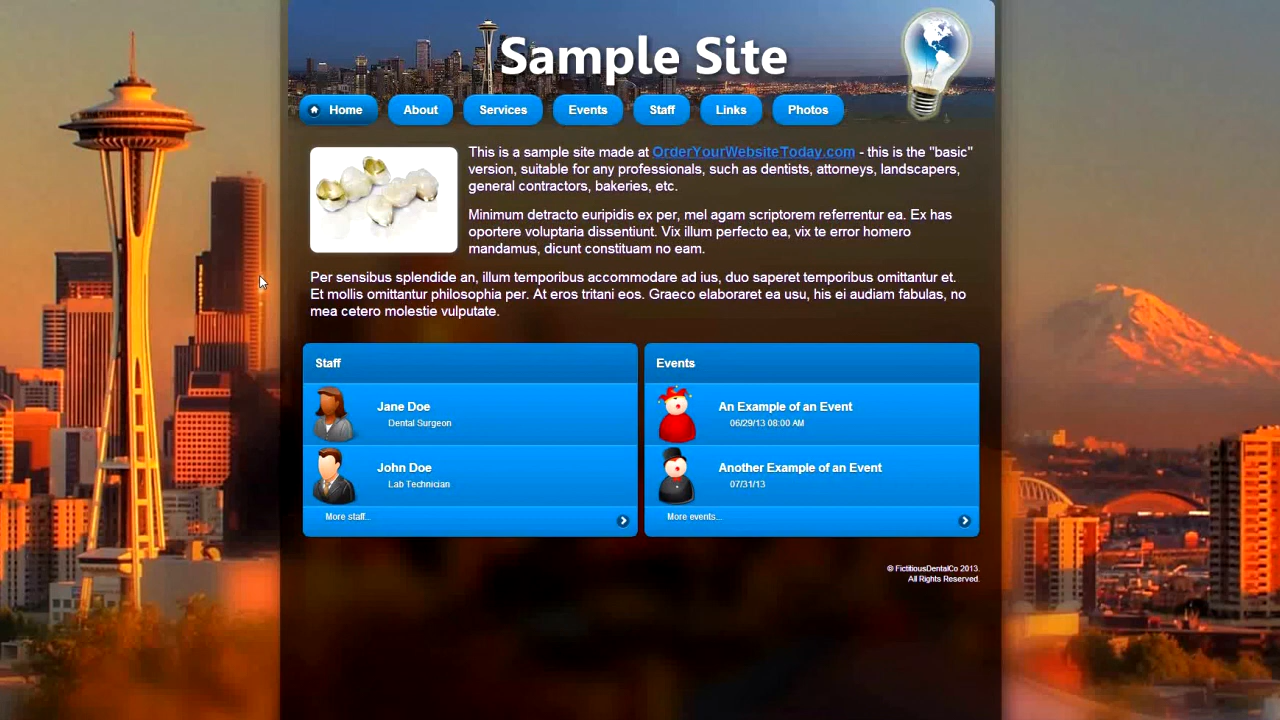 Sample Site
Home About Services Events Staff Links Photos
This is a sample site made at OrderYourWebsiteToday.com - this is the "basic"
version, suitable for any professionals, such as dentists, attorneys, landscapers,
general contractors, bakeries, etc.
Minimum detracto euripidis ex per, mel agam scriptorem referrentur ea. Ex has
oportere voluptaria dissentiunt. Vix illum perfecto ea, vix te error homero
mandamus, dicunt constituam no eam.
Per sensibus splendide an, illum temporibus accommodare ad ius, duo saperet temporibus omittantur et.
Et mollis omittantur philosophia per. At eros tritani eos. Graeco elaboraret ea usu, his ei audiam fabulas, no
mea cetero molestie vulputate.
Staff
Jane Doe
Dental Surgeon
John Doe
Lab Technician
More staff...
Events
An Example of an Event
06/29/13 08:00 AM
Another Example of an Event
07/31/13
More events...
© FictitiousDentalCo 2013.
All Rights Reserved.